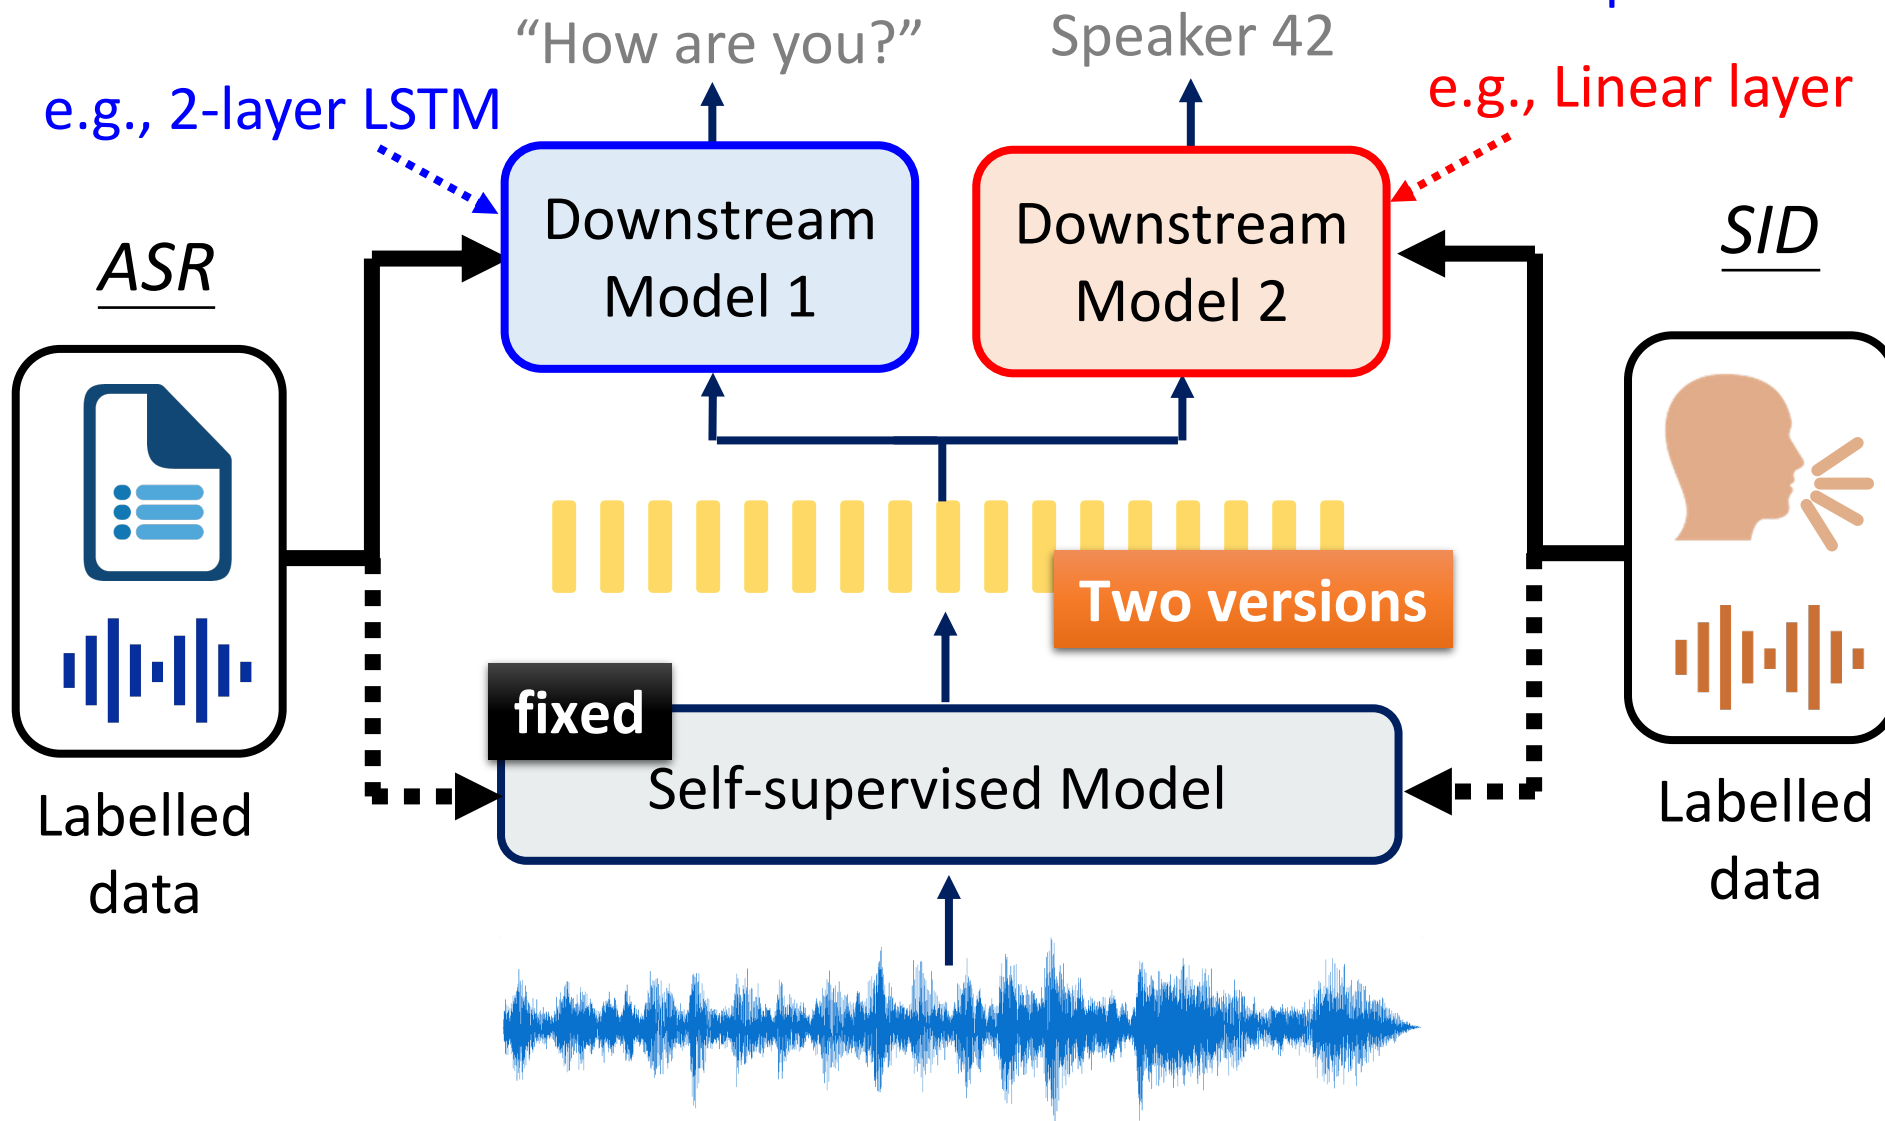 “How are you?”
Speaker 42
e.g., 2-layer LSTM
e.g., Linear layer
Downstream
Model 1
Downstream
Model 2
ASR
SID
Two versions
fixed
Self-supervised Model
Labelled
data
Labelled
data